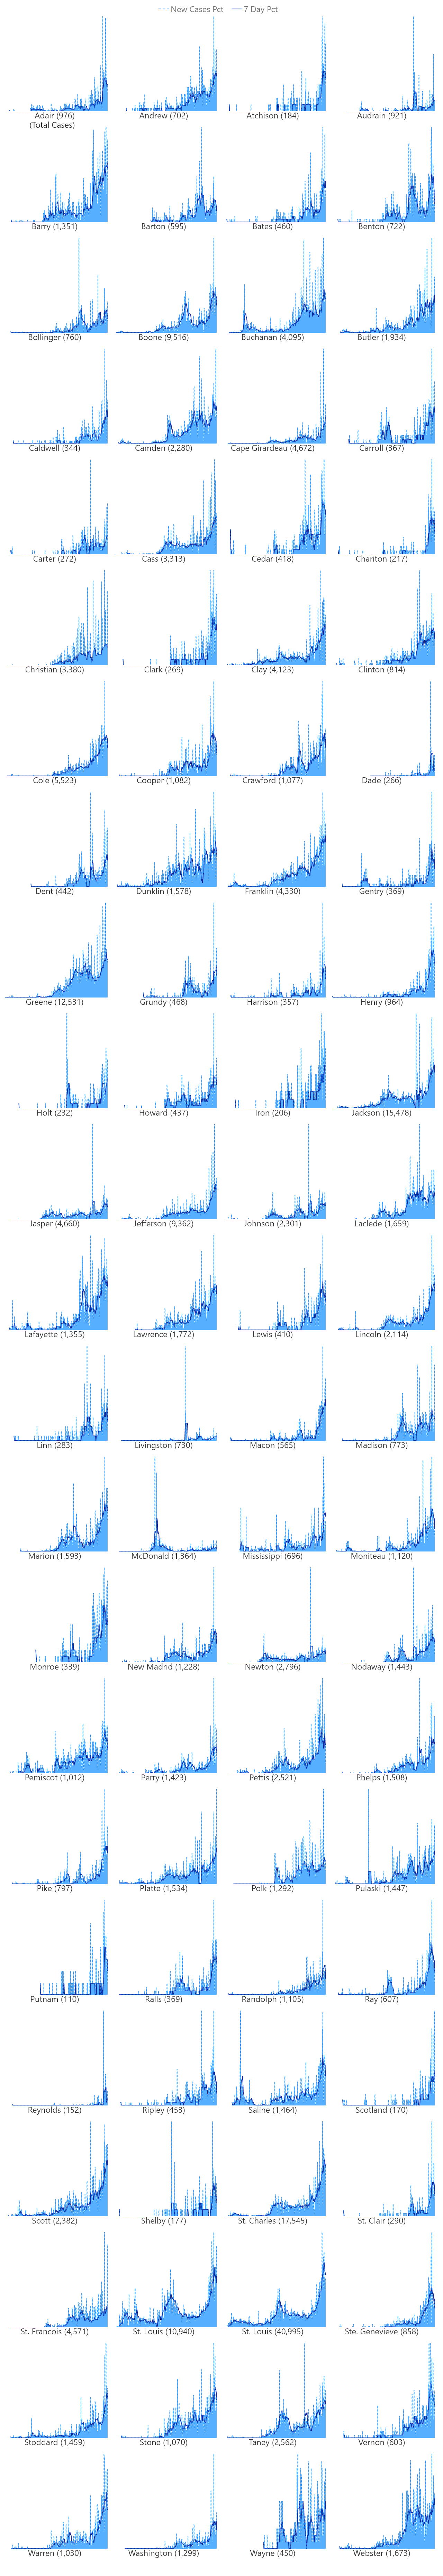 New Cases Pct 7 Day Pct
Adair (976) Andrew (702) Atchison (184) Audrain (921)
(Total Cases)
Barry (1,351) Barton (595) Bates (460) Benton (722)
Bollinger (760) Boone (9,516) Buchanan (4,095) Butler (1,934)
Caldwell (344) Camden (2,280) Cape Girardeau (4,672) Carroll (367)
Carter (272) Cass (3,313) Cedar (418) Chariton (217)
Christian (3,380) Clark (269) Clay (4,123) Clinton (814)
Cole (5,523) Cooper (1,082) Crawford (1,077) Dade (266)
Dent (442) Dunklin (1,578) Franklin (4,330) Gentry (369)
Greene (12,531) Grundy (468) Harrison (357) Henry (964)
Holt (232) Howard (437) Iron (206) Jackson (15,478)
Jasper (4,660) Jefferson (9,362) Johnson (2,301) Laclede (1,659)
Lafayette (1,355) Lawrence (1,772) Lewis (410) Lincoln (2,114)
Linn (283) Livingston (730) Macon (565) Madison (773)
Marion (1,593) McDonald (1,364) Mississippi (696) Moniteau (1,120)
Monroe (339) New Madrid (1,228) Newton (2,796) Nodaway (1,443)
Pemiscot (1,012) Perry (1,423) Pettis (2,521) Phelps (1,508)
Pike (797) Platte (1,534) Polk (1,292) Pulaski (1,447)
Putnam (110) Ralls (369) Randolph (1,105) Ray (607)
Reynolds (152) Ripley (453) Saline (1,464) Scotland (170)
Scott (2,382) Shelby (177) St. Charles (17,545) St. Clair (290)
St. Francois (4,571) St. Louis (10,940) St. Louis (40,995) Ste. Genevieve (858)
Stoddard (1,459) Stone (1,070) Taney (2,562) Vernon (603)
Warren (1,030) Washington (1,299) Wayne (450) Webster (1,673)